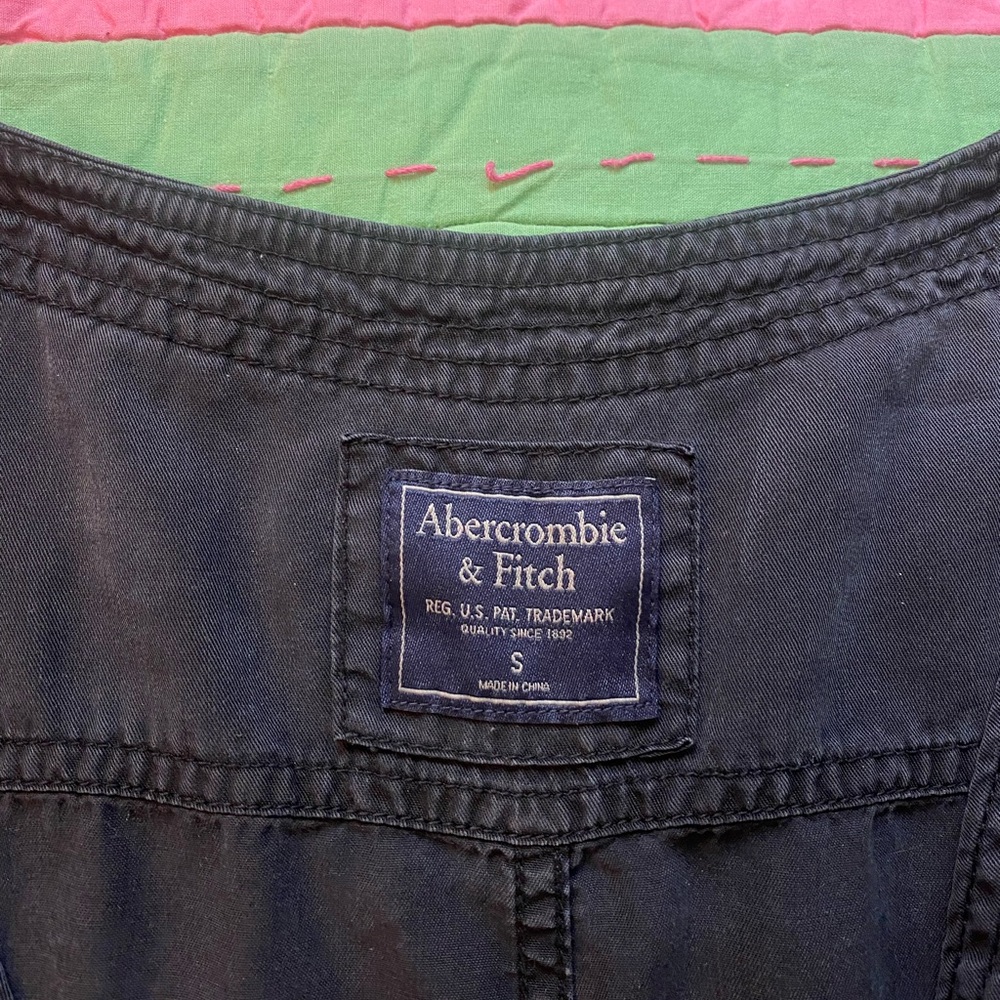 Abercrombie
& Fitch
REG. U.S. PAT. TRADEMARK
QUALITY SINCE 1892
S
MADE IN CHINA